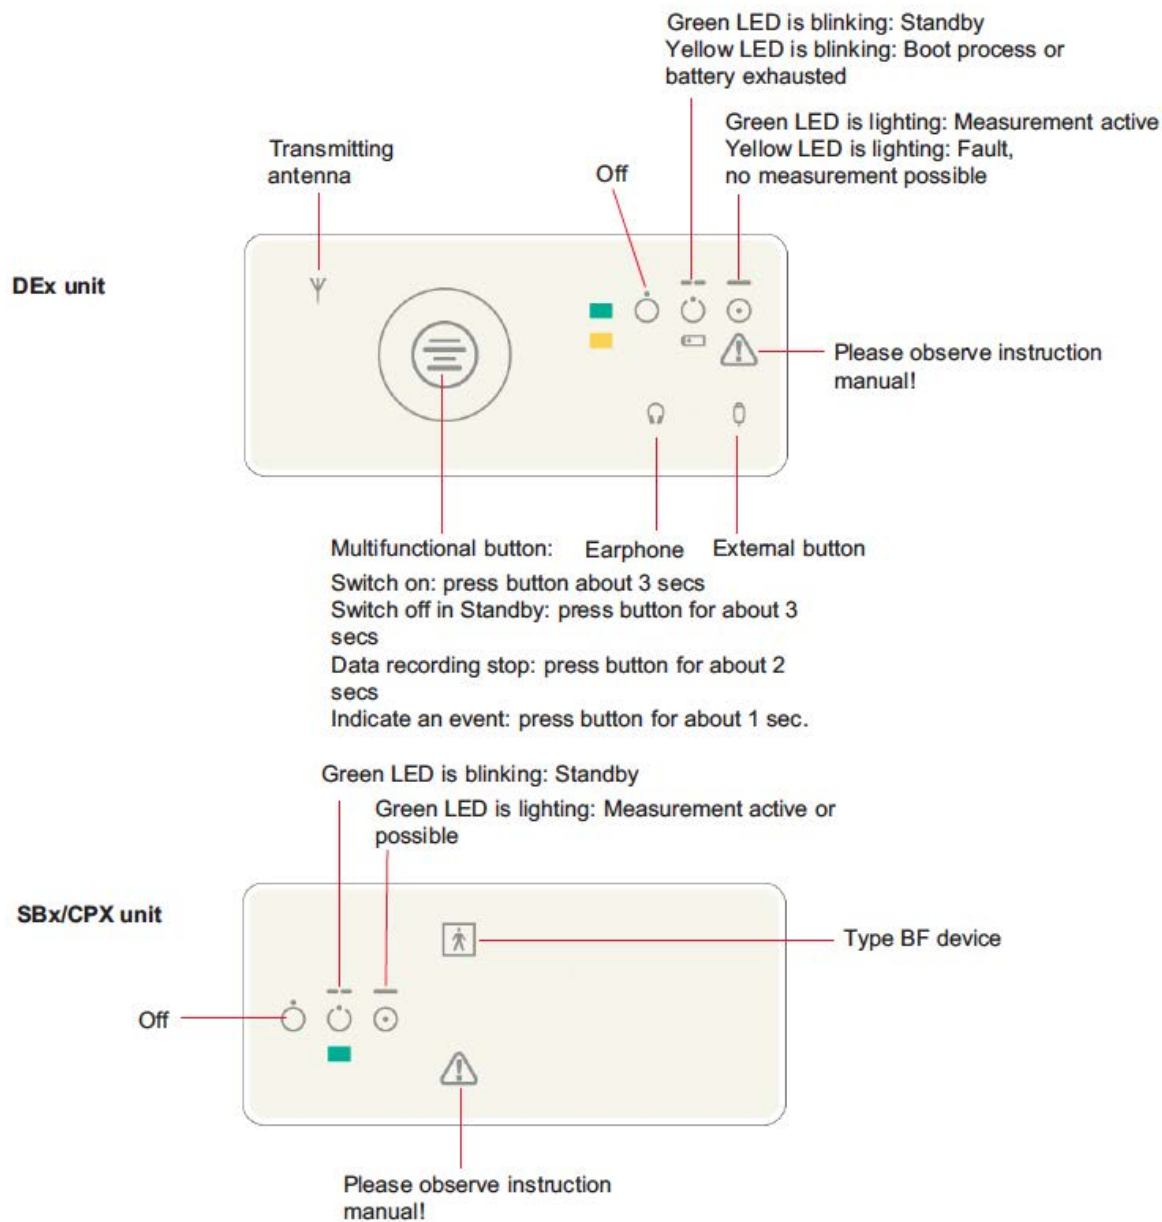 Green LED is blinking: Standby
Yellow LED is blinking: Boot process or
battery exhausted
Green LED is lighting: Measurement active
Yellow LED is lighting: Fault,
no measurement possible
Transmitting
antenna
Off
DEx unit
Please observe instruction
manual!
Multifunctional button:
Earphone
External button
Switch on: press button about 3 secs
Switch off in Standby: press button for about 3
secs
Data recording stop: press button for about 2
secs
Indicate an event: press button for about 1 sec.
Green LED is blinking: Standby
Green LED is lighting: Measurement active or
possible
SBx/CPX unit
Type BF device
Off
Please observe instruction
manual!